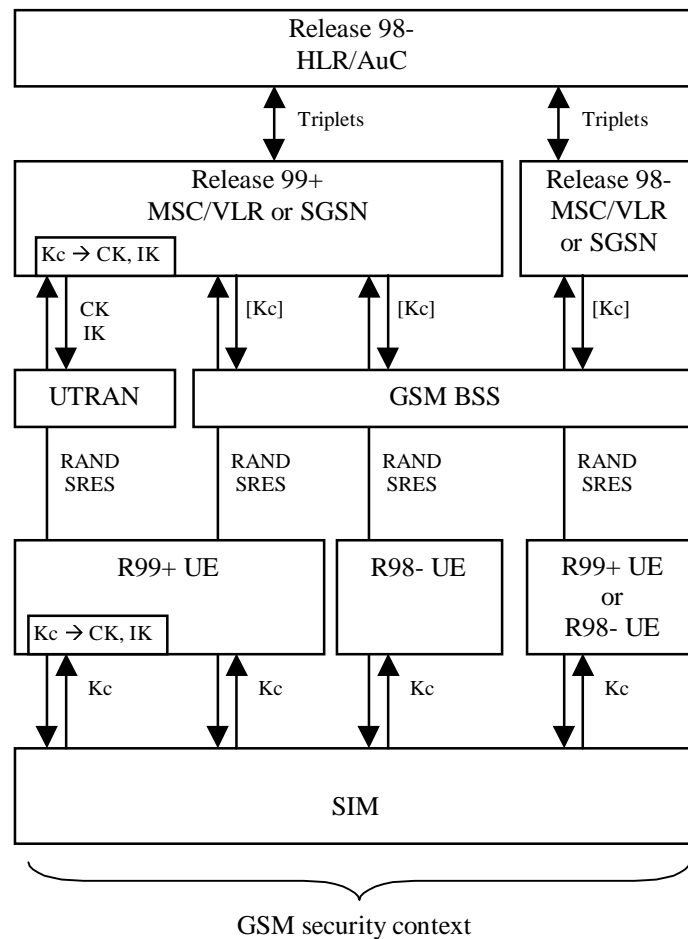 Release 98-
HLR/AuC
Triplets
Triplets
Release 99+
MSC/VLR or SGSN
Kc → CK, IK
Release 98-
MSC/VLR
or SGSN
CK
IK
[Kc]
[Kc]
[Kc]
UTRAN
GSM BSS
RAND
SRES
RAND
SRES
RAND
SRES
RAND
SRES
R99+ UE
Kc → CK, IK
R98- UE
R99+ UE
or
R98- UE
Kc
Kc
Kc
Kc
SIM
GSM security context